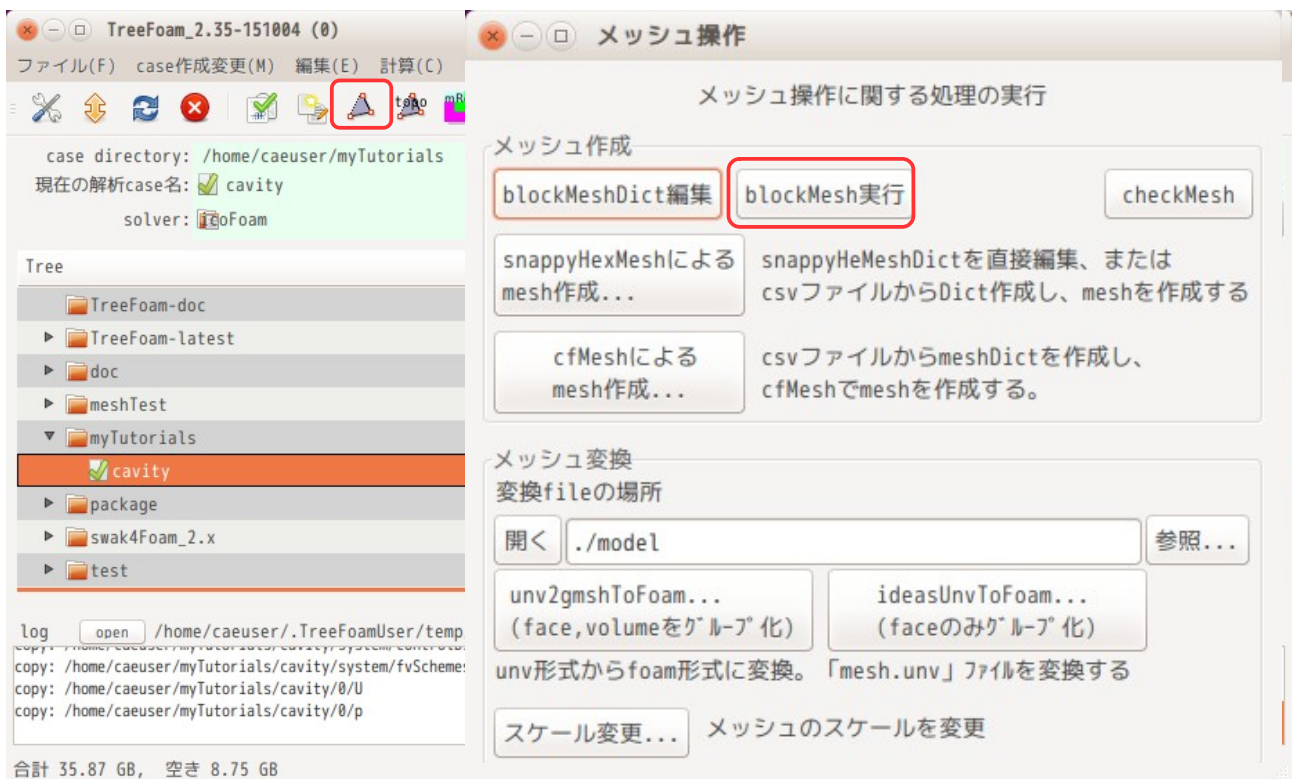 TreeFoam_2.35-151004 (0)
ファイル(F) case作成変更(M) 編集(E) 計算(C)
topo
mR
case directory: /home/caeuser/myTutorials
現在の解析case名: cavity
solver: icoFoam
Tree
TreeFoam-doc
TreeFoam-latest
doc
meshTest
myTutorials
cavity
package
swak4Foam_2.x
test
log open /home/caeuser/.TreeFoamUser/temp
copy: /home/caeuser/myTutorials/cavity/system/controlD
copy: /home/caeuser/myTutorials/cavity/system/fvScheme
copy: /home/caeuser/myTutorials/cavity/0/U
copy: /home/caeuser/myTutorials/cavity/0/p
合計 35.87 GB, 空き 8.75 GB
メッシュ操作
メッシュ操作に関する処理の実行
メッシュ作成
blockMeshDict編集 blockMesh実行 checkMesh
snappyHexMeshによる
mesh作成...
snappyHeMeshDictを直接編集、または
csvファイルからDict作成し、meshを作成する
cfMeshによる
mesh作成...
csvファイルからmeshDictを作成し、
cfMeshでmeshを作成する。
メッシュ変換
変換fileの場所
開く ./model 参照...
unv2gmshToFoam...
(face,volumeをｸﾞﾙｰﾌﾟ化)
ideasUnvToFoam...
(faceのみｸﾞﾙｰﾌﾟ化)
unv形式からfoam形式に変換。「mesh.unv」ﾌｧｲﾙを変換する
スケール変更... メッシュのスケールを変更